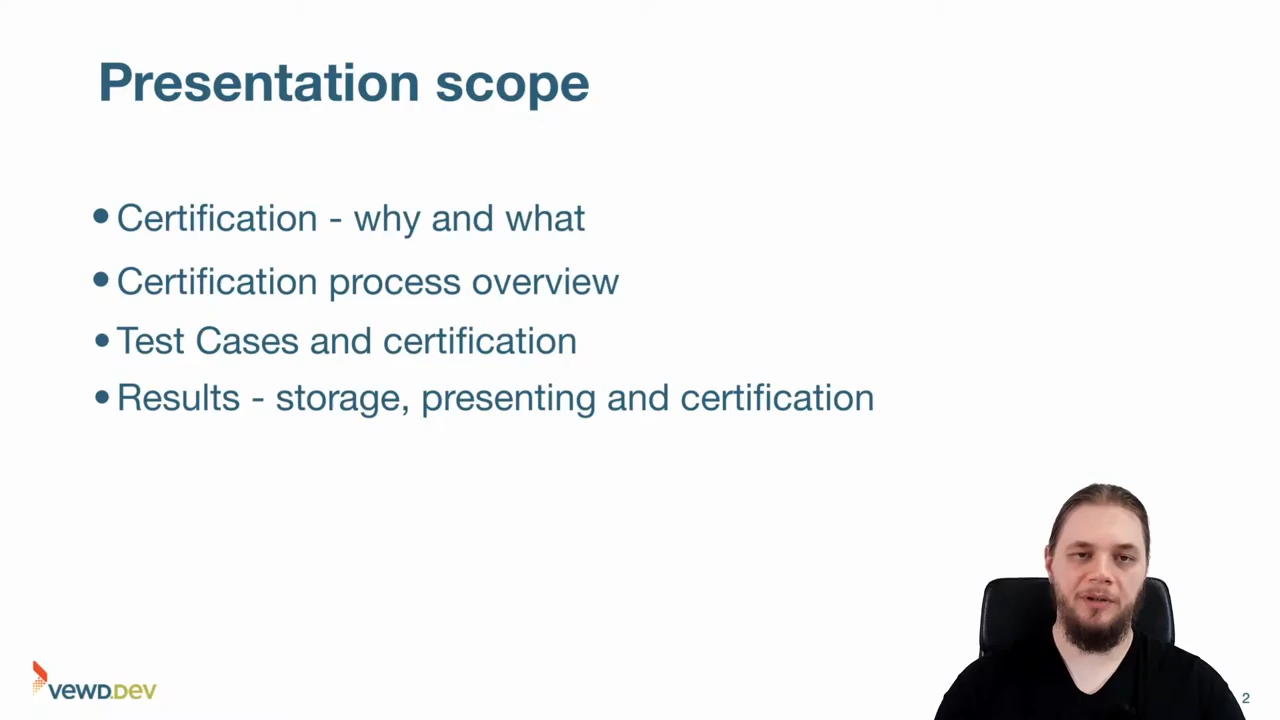 Presentation scope
• Certification - why and what
• Certification process overview
• Test Cases and certification
• Results - storage, presenting and certification
VEWD.DEV
2